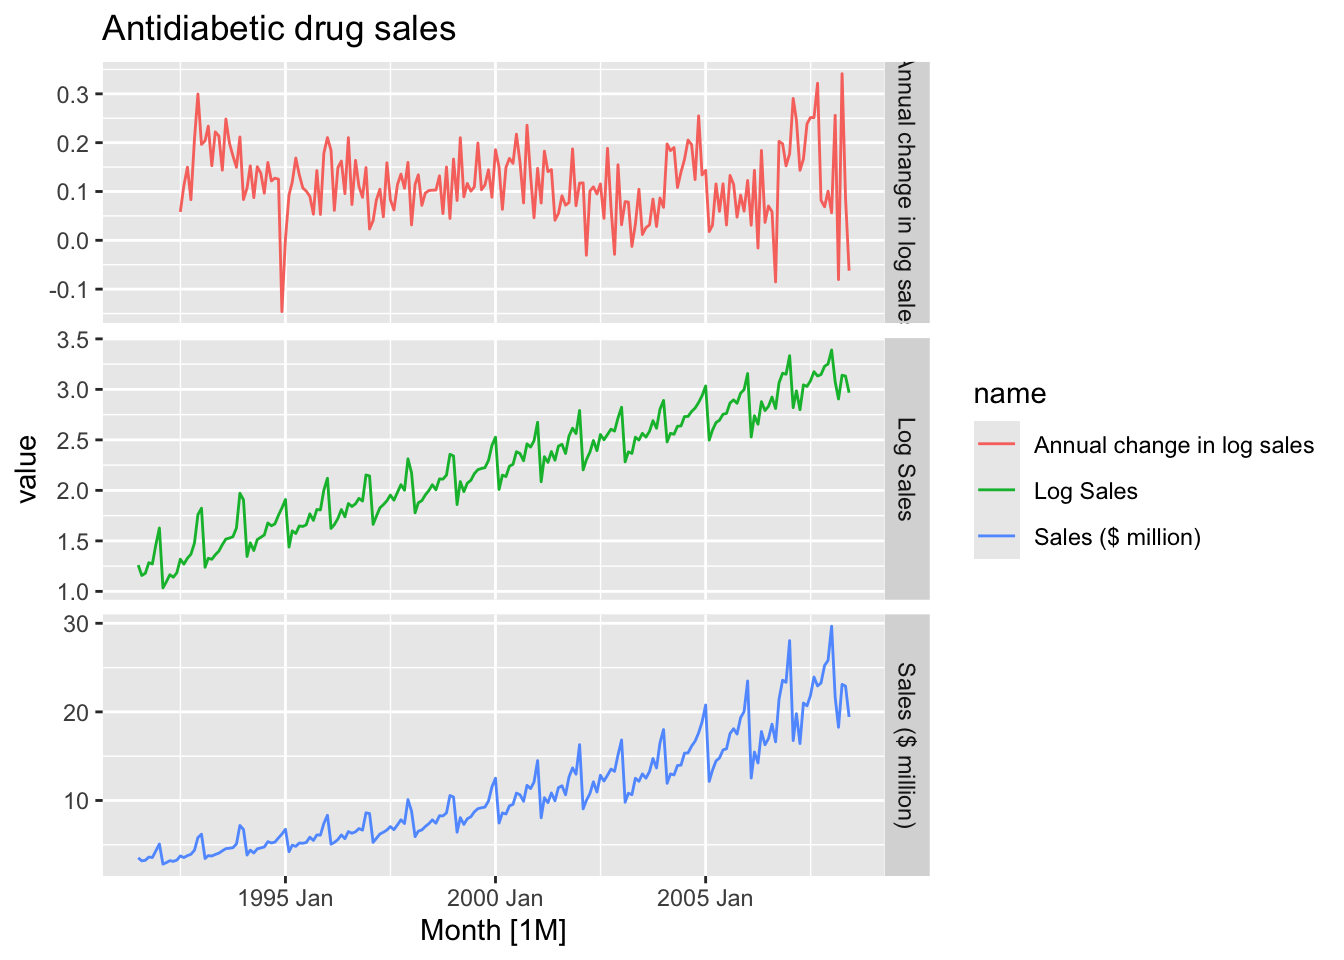 Antidiabetic drug sales
0.3
0.2
0.1
0.0
-0.1
Annual change in log sales
3.5
3.0
2.5
2.0
1.5
1.0
Log Sales
30
20
10
Sales ($ million)
value
1995 Jan
2000 Jan
2005 Jan
Month [1M]
name
Annual change in log sales
Log Sales
Sales ($ million)